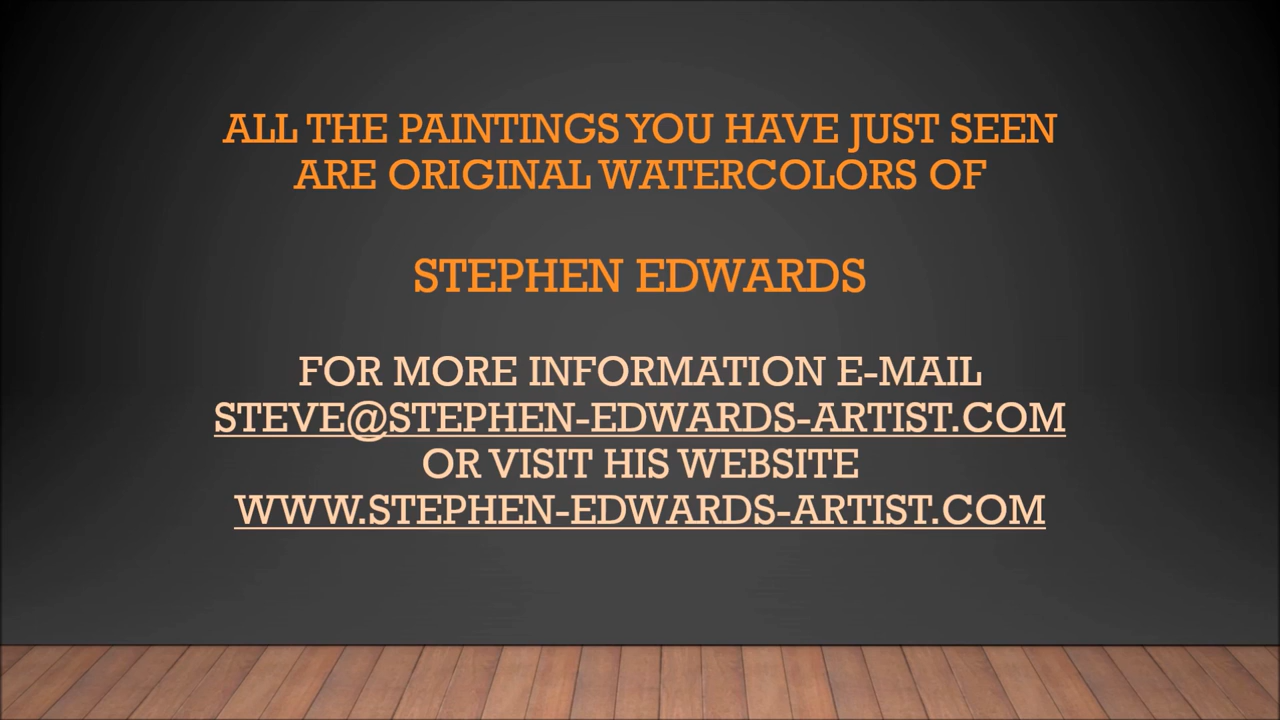 ALL THE PAINTINGS YOU HAVE JUST SEEN
ARE ORIGINAL WATERCOLORS OF
STEPHEN EDWARDS
FOR MORE INFORMATION E-MAIL
STEVE@STEPHEN-EDWARDS-ARTIST.COM
OR VISIT HIS WEBSITE
WWW.STEPHEN-EDWARDS-ARTIST.COM